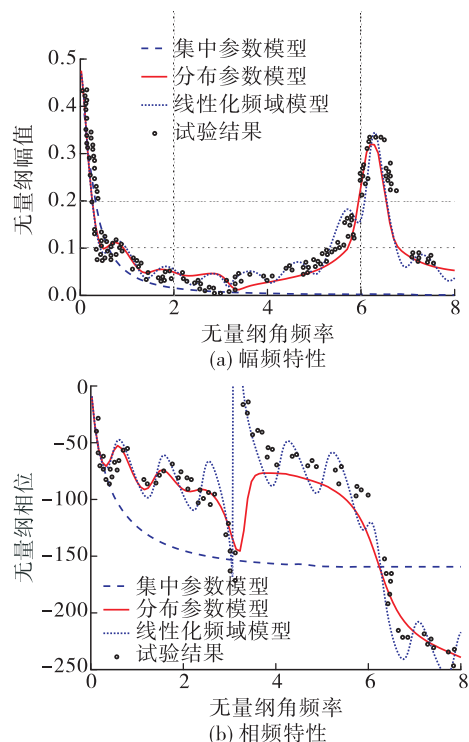 集中参数模型
分布参数模型
线性化频域模型
试验结果
无量纲幅值
0.5
0.4
0.3
0.2
0.1
0.0
0 2 4 6 8
无量纲角频率
(a) 幅频特性
无量纲相位
0
-50
-100
-150
-200
-250
集中参数模型
分布参数模型
线性化频域模型
试验结果
0 2 4 6 8
无量纲角频率
(b) 相频特性